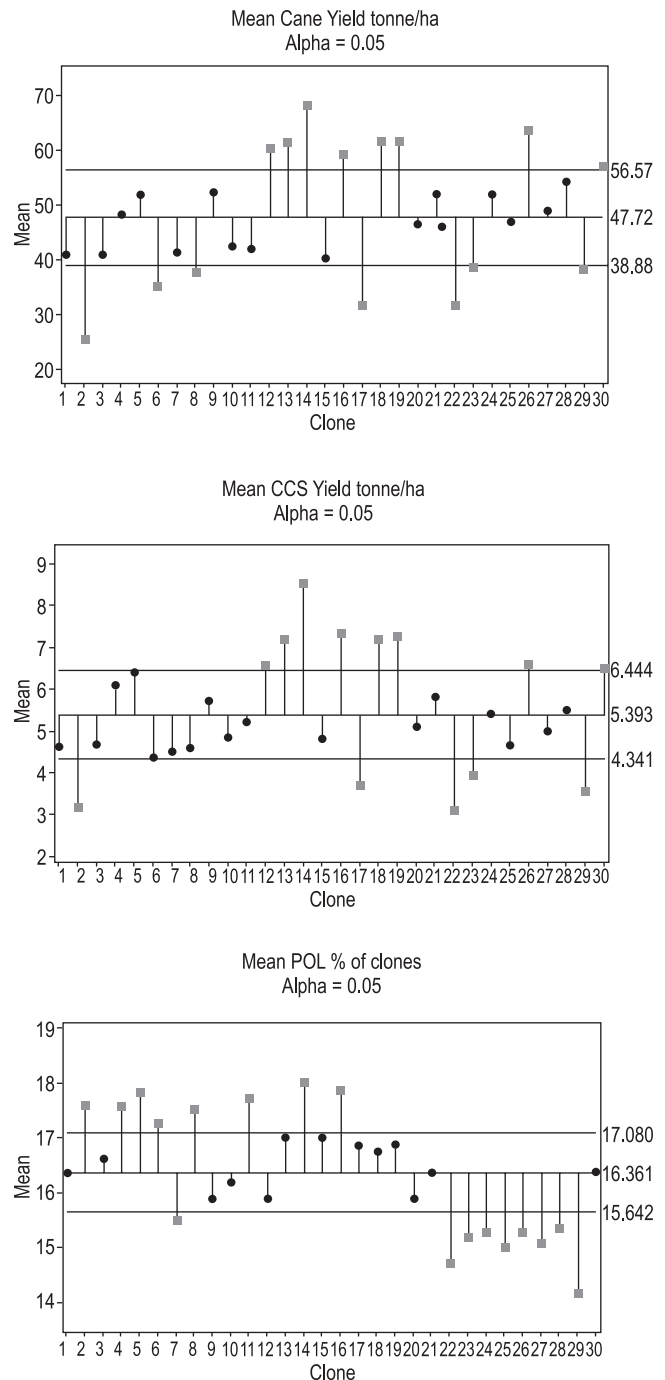 Mean Cane Yield tonne/ha
Alpha = 0.05
70
60
50
40
30
20
Mean
56.57
47.72
38.88
1 2 3 4 5 6 7 8 9 10 11 12 13 14 15 16 17 18 19 20 21 22 23 24 25 26 27 28 29 30
Clone
Mean CCS Yield tonne/ha
Alpha = 0.05
9
8
7
6
5
4
3
2
Mean
6.444
5.393
4.341
1 2 3 4 5 6 7 8 9 10 11 12 13 14 15 16 17 18 19 20 21 22 23 24 25 26 27 28 29 30
Clone
Mean POL % of clones
Alpha = 0.05
19
18
17
16
15
14
Mean
17.080
16.361
15.642
1 2 3 4 5 6 7 8 9 10 11 12 13 14 15 16 17 18 19 20 21 22 23 24 25 26 27 28 29 30
Clone